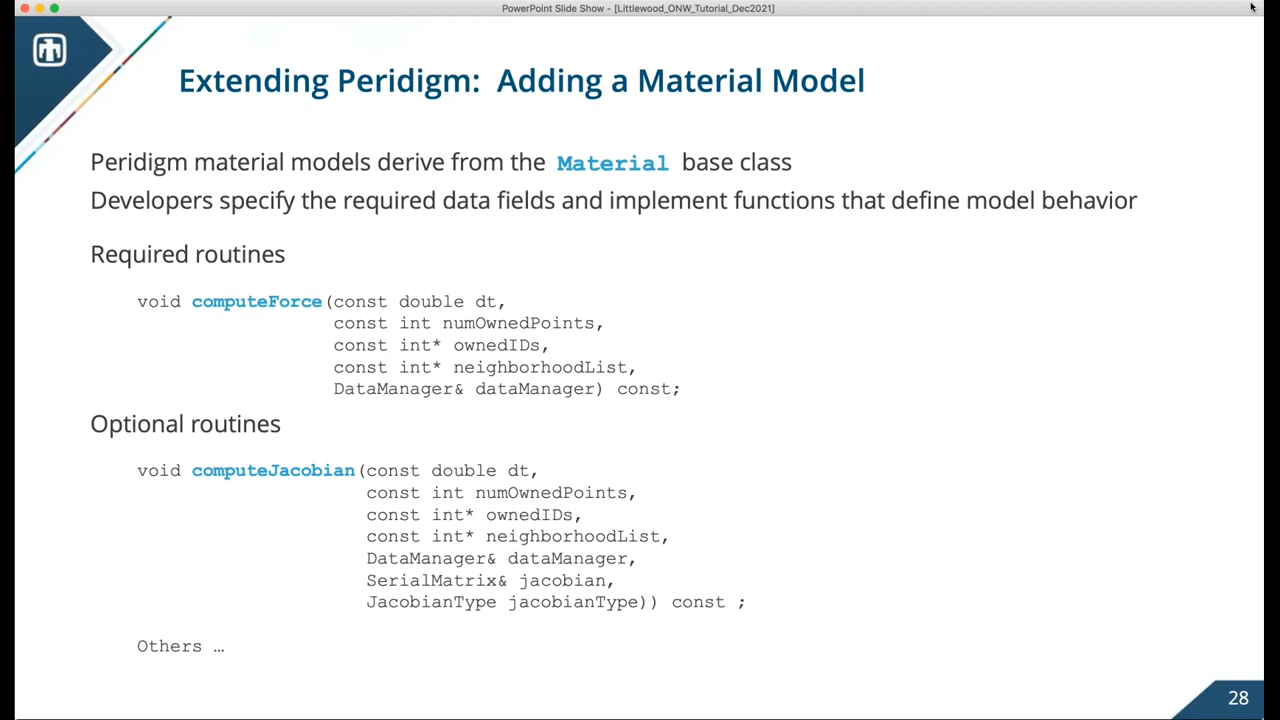 PowerPoint Slide Show - [Littlewood_ONW_Tutorial_Dec2021]
Extending Peridigm: Adding a Material Model
Peridigm material models derive from the Material base class
Developers specify the required data fields and implement functions that define model behavior
Required routines
void computeForce(const double dt,
const int numOwnedPoints,
const int* ownedIDs,
const int* neighborhoodList,
DataManager& dataManager) const;
Optional routines
void computeJacobian(const double dt,
const int numOwnedPoints,
const int* ownedIDs,
const int* neighborhoodList,
DataManager& dataManager,
SerialMatrix& jacobian,
JacobianType jacobianType)) const ;
Others …
28